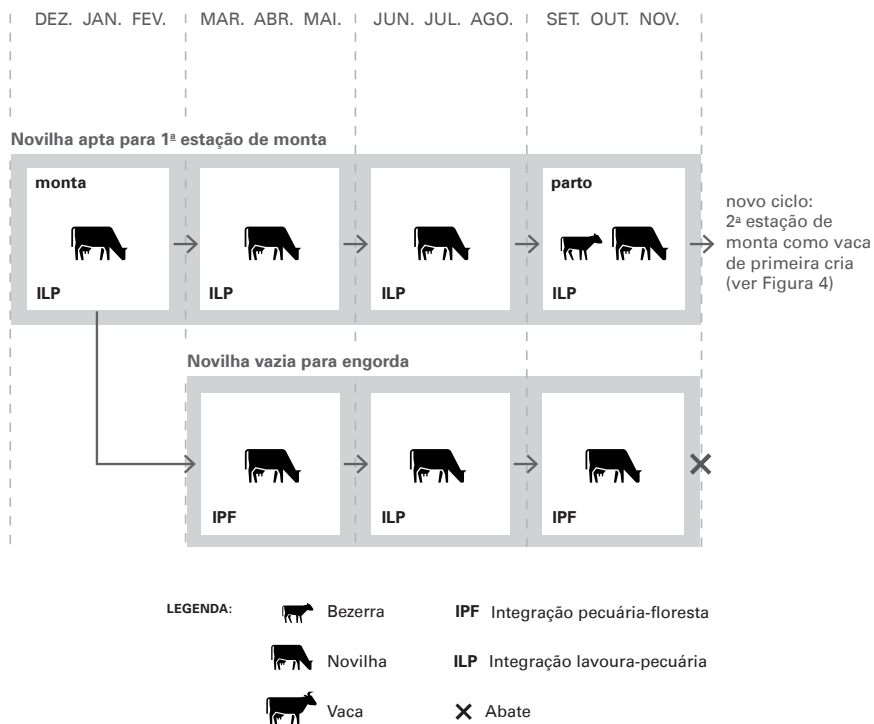 DEZ. JAN. FEV. MAR. ABR. MAI. JUN. JUL. AGO. SET. OUT. NOV.
Novilha apta para 1ª estação de monta
monta
ILP
ILP
ILP
parto
ILP
novo ciclo:
2ª estação de
monta como vaca
de primeira cria
(ver Figura 4)
Novilha vazia para engorda
IPF
ILP
IPF
LEGENDA:
Bezerra
IPF Integração pecuária-floresta
Novilha
ILP Integração lavoura-pecuária
Vaca
Abate